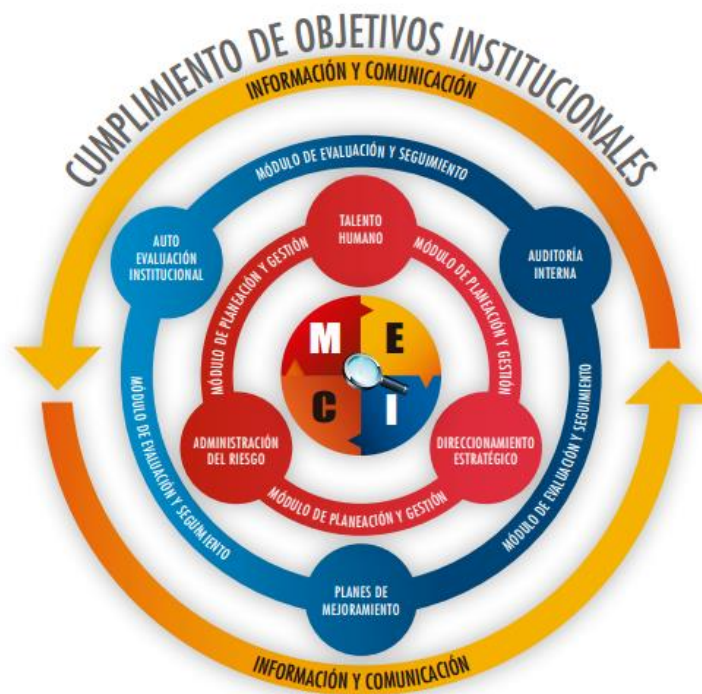 CUMPLIMIENTO DE OBJETIVOS INSTITUCIONALES
INFORMACIÓN Y COMUNICACIÓN
MÓDULO DE EVALUACIÓN Y SEGUIMIENTO
TALENTO
HUMANO
AUTO
EVALUACIÓN
INSTITUCIONAL
AUDITORÍA
INTERNA
MÓDULO DE PLANEACIÓN Y GESTIÓN
MÓDULO DE PLANEACIÓN Y GESTIÓN
M E
C I
MÓDULO DE EVALUACIÓN Y SEGUIMIENTO
MÓDULO DE EVALUACIÓN Y SEGUIMIENTO
ADMINISTRACIÓN
DEL RIESGO
DIRECCIONAMIENTO
ESTRATÉGICO
MÓDULO DE PLANEACIÓN Y GESTIÓN
PLANES DE
MEJORAMIENTO
INFORMACIÓN Y COMUNICACIÓN